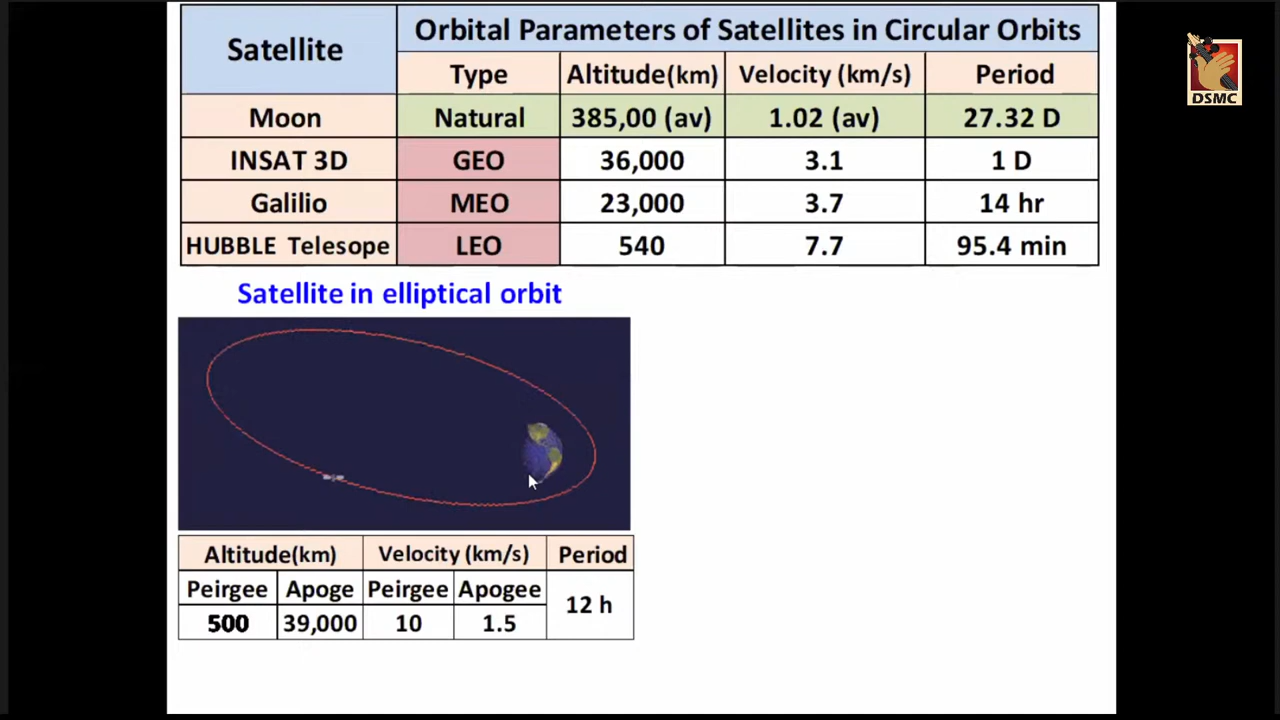 Satellite
Orbital Parameters of Satellites in Circular Orbits
Type Altitude(km) Velocity (km/s) Period
Moon Natural 385,00 (av) 1.02 (av) 27.32 D
INSAT 3D GEO 36,000 3.1 1 D
Galilio MEO 23,000 3.7 14 hr
HUBBLE Telesope LEO 540 7.7 95.4 min
Satellite in elliptical orbit
Altitude(km) Velocity (km/s) Period
Peirgee Apoge Peirgee Apogee
12 h
500 39,000 10 1.5
DSMC